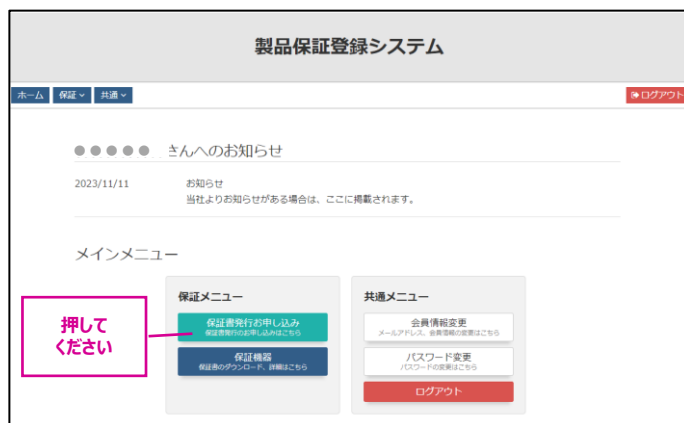 製品保証登録システム
ホーム 保証 共通 ログアウト
●●●●● さんへのお知らせ
2023/11/11 お知らせ
当社よりお知らせがある場合は、ここに掲載されます。
メインメニュー
保証メニュー
保証書発行お申し込み
保証書発行のお申し込みはこちら
保証機器
保証書のダウンロード、詳細はこちら
共通メニュー
会員情報変更
メールアドレス、会員情報の変更はこちら
パスワード変更
パスワードの変更はこちら
ログアウト
押して
ください